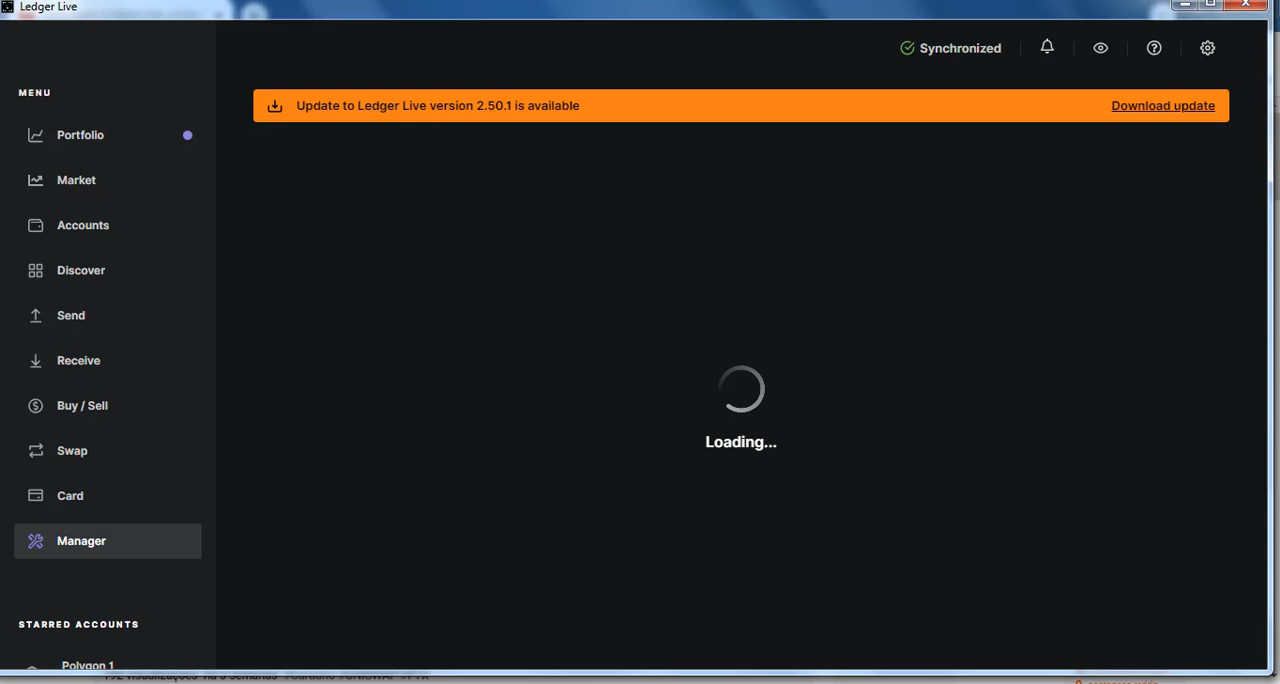 Ledger Live
Synchronized
MENU
Update to Ledger Live version 2.50.1 is available
Download update
Portfolio
Market
Accounts
Discover
Send
Receive
Buy / Sell
Swap
Card
Loading...
Manager
STARRED ACCOUNTS
Polygon 1